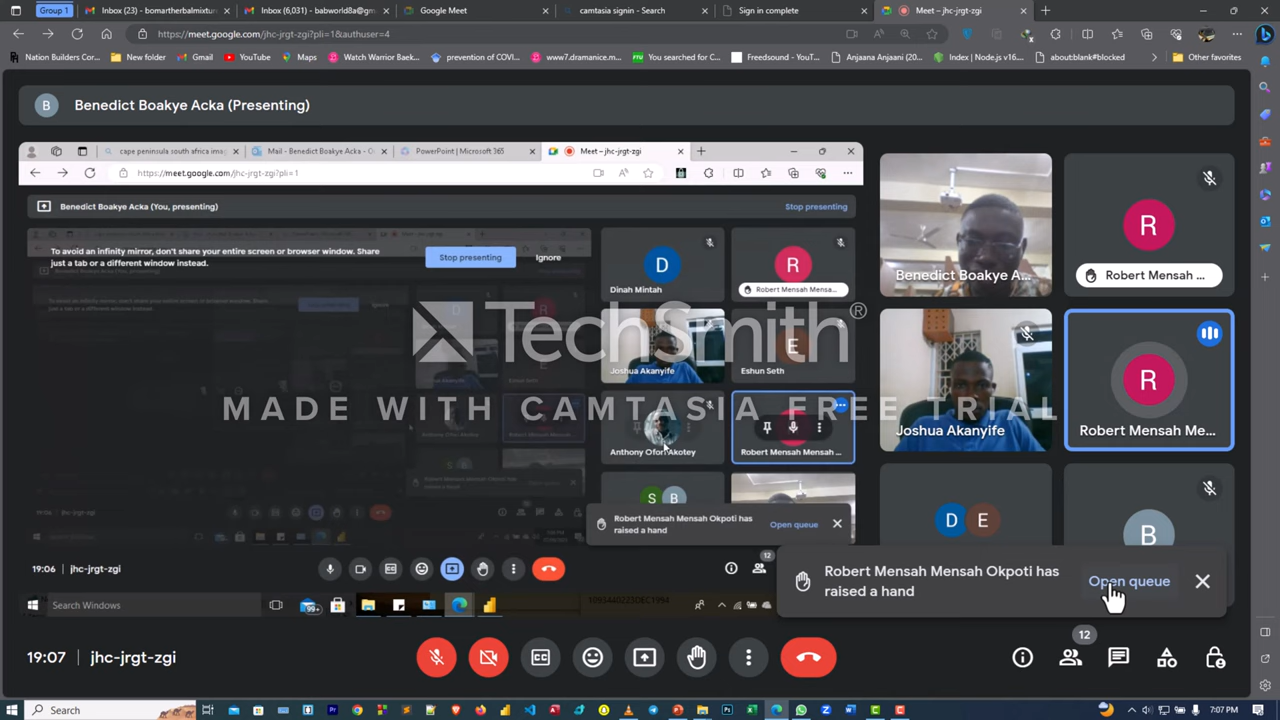 Group 1
Inbox (23) - bomartherbalmixtur
Inbox (6,031) - babworld8a@gm
Google Meet
camtasia signin - Search
Sign in complete
Meet – jhc-jrgt-zgi
https://meet.google.com/jhc-jrgt-zgi?pli=1&authuser=4
Nation Builders Cor...
New folder
Gmail
YouTube
Maps
Watch Warrior Baek...
prevention of COVI...
www7.dramanice.m...
You searched for C...
Freedsound - YouT...
Anjaana Anjaani (20...
Index | Node.js v16....
about:blank#blocked
Other favorites
B
Benedict Boakye Acka (Presenting)
cape peninsula south africa ima
Mail - Benedict Boakye Acka - O
PowerPoint | Microsoft 365
Meet – jhc-jrgt-zgi
https://meet.google.com/jhc-jrgt-zgi?pli=1
Benedict Boakye Acka (You, presenting)
Stop presenting
To avoid an infinity mirror, don't share your entire screen or browser window. Share
just a tab or a different window instead.
Stop presenting
Ignore
D
Dinah Mintah
R
Robert Mensah Mensa...
Joshua Akanyife
E
Eshun Seth
Anthony Ofori Akotey
Robert Mensah Mensah ...
S B
Robert Mensah Mensah Okpoti has
raised a hand
Open queue
19:06
jhc-jrgt-zgi
12
Search Windows
99+
TechSmith®
MADE WITH CAMTASIA FREE TRIAL
Benedict Boakye A...
R
Robert Mensah ...
Joshua Akanyife
R
Robert Mensah Me...
D E
B
Robert Mensah Mensah Okpoti has
raised a hand
Open queue
19:07
jhc-jrgt-zgi
12
Search
7:07 PM